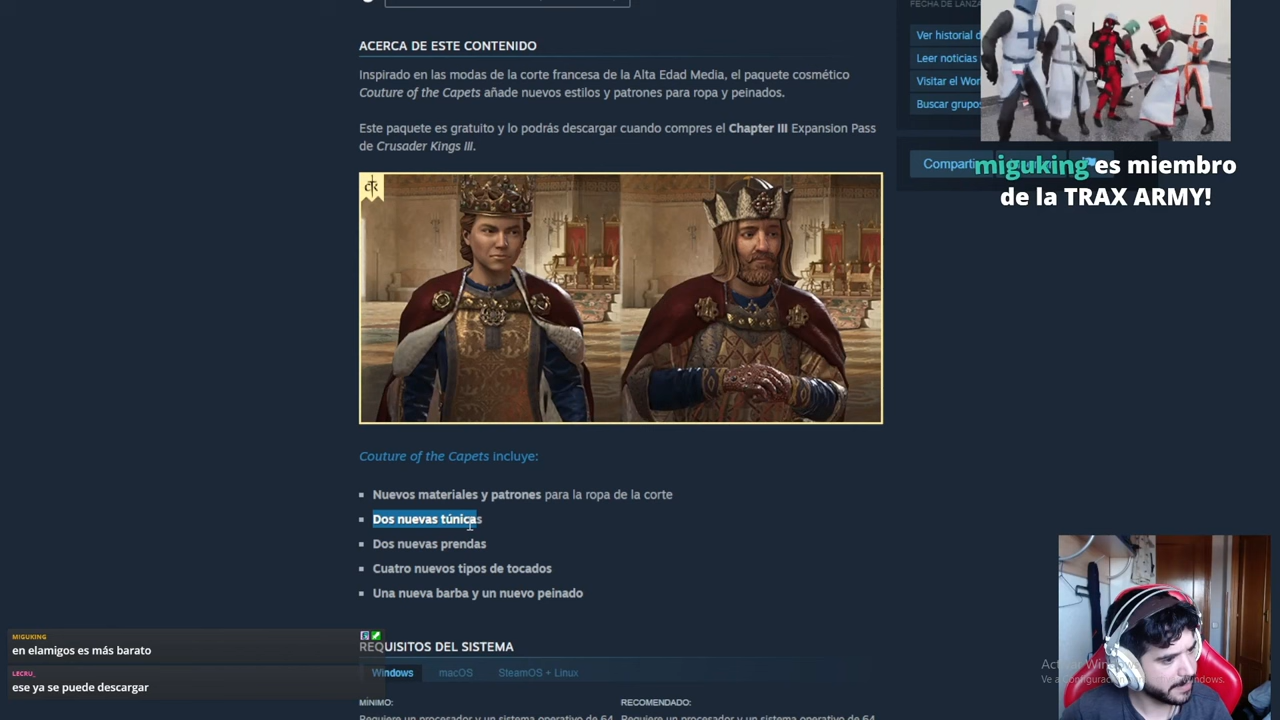 ACERCA DE ESTE CONTENIDO
Inspirado en las modas de la corte francesa de la Alta Edad Media, el paquete cosmético
Couture of the Capets añade nuevos estilos y patrones para ropa y peinados.
Este paquete es gratuito y lo podrás descargar cuando compres el Chapter III Expansion Pass
de Crusader Kings III.
Couture of the Capets incluye:
Nuevos materiales y patrones para la ropa de la corte
Dos nuevas túnicas
Dos nuevas prendas
Cuatro nuevos tipos de tocados
Una nueva barba y un nuevo peinado
REQUISITOS DEL SISTEMA
Windows macOS SteamOS + Linux
MÍNIMO: RECOMENDADO:
Requiere un procesador y un sistema operativo de 64 Requiere un procesador y un sistema operativo de 64
FECHA DE
Ver historial
Leer noticias
Visitar el
Buscar grupos
miguking es miembro
de la TRAX ARMY!
MIGUKING
en elamigos es más barato
LECRU_
ese ya se puede descargar
Activar Windows
Ve a Configuración Windows.